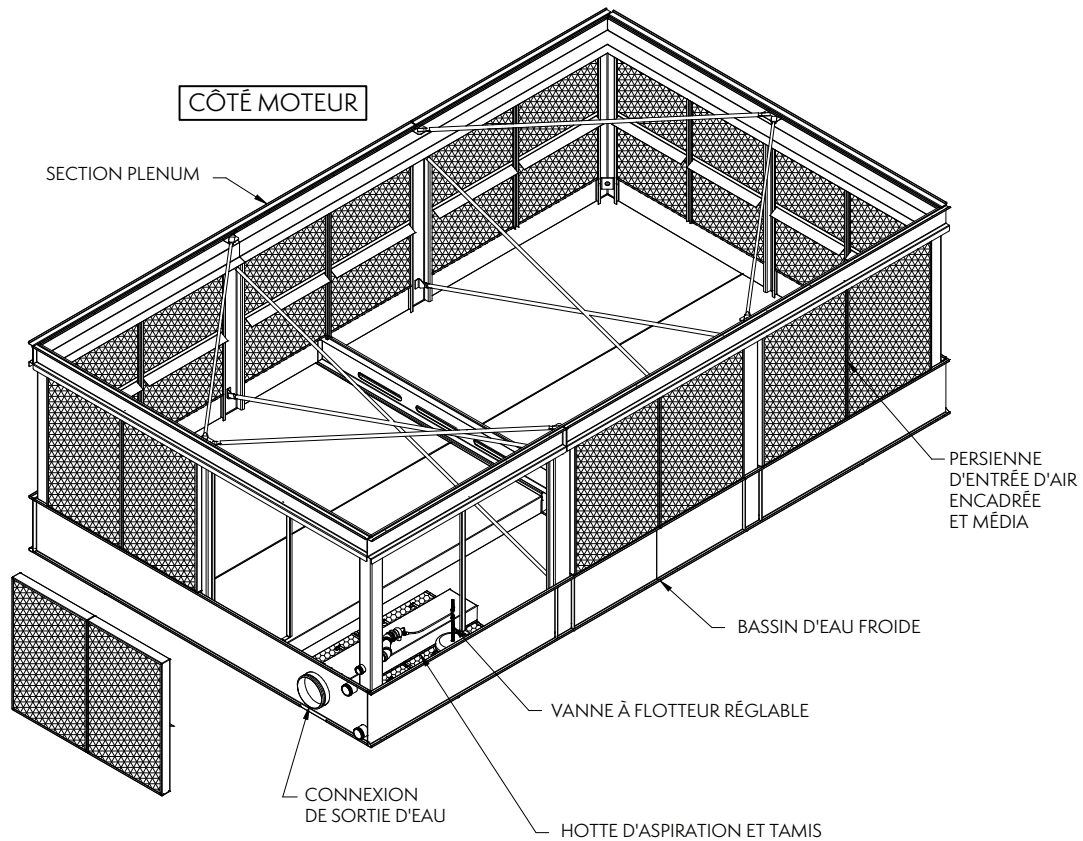 CÔTÉ MOTEUR
SECTION PLENUM
PERSIENNE
D'ENTRÉE D'AIR
ENCADRÉE
ET MÉDIA
BASSIN D'EAU FROIDE
VANNE À FLOTTEUR RÉGLABLE
CONNEXION
DE SORTIE D'EAU
HOTTE D'ASPIRATION ET TAMIS